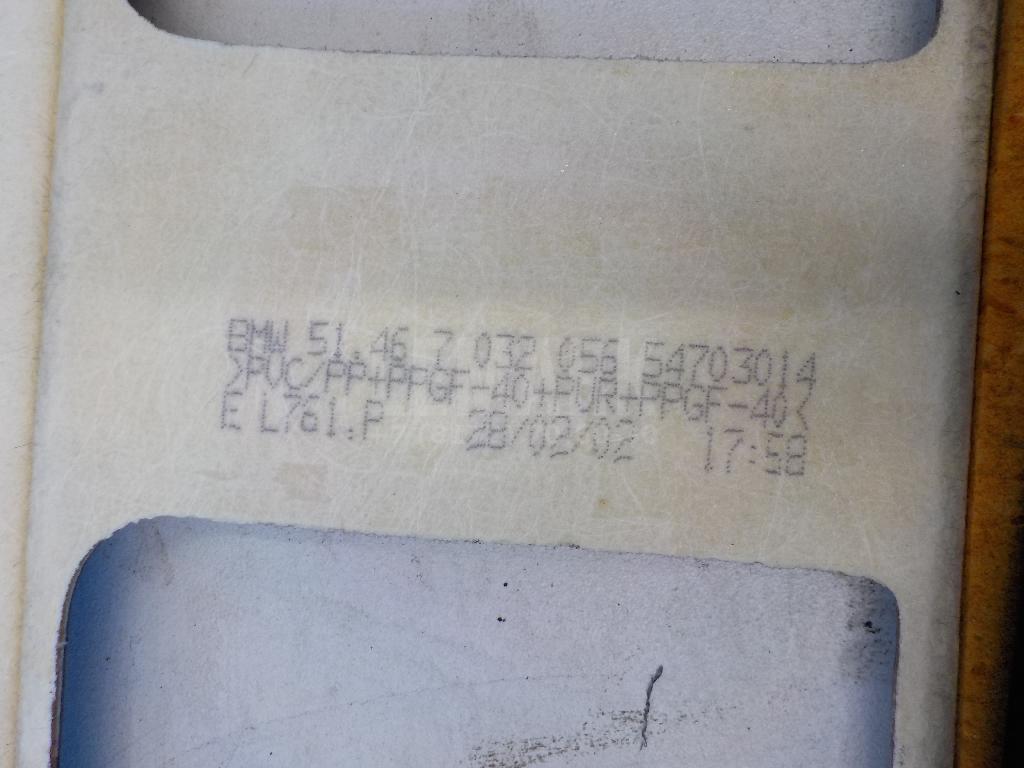 BMW 51.46 7 032 056 54703014
>PVC/PP+PPGF-40+PUR+PPGF-40<
E L761.P 28/02/02 17:58